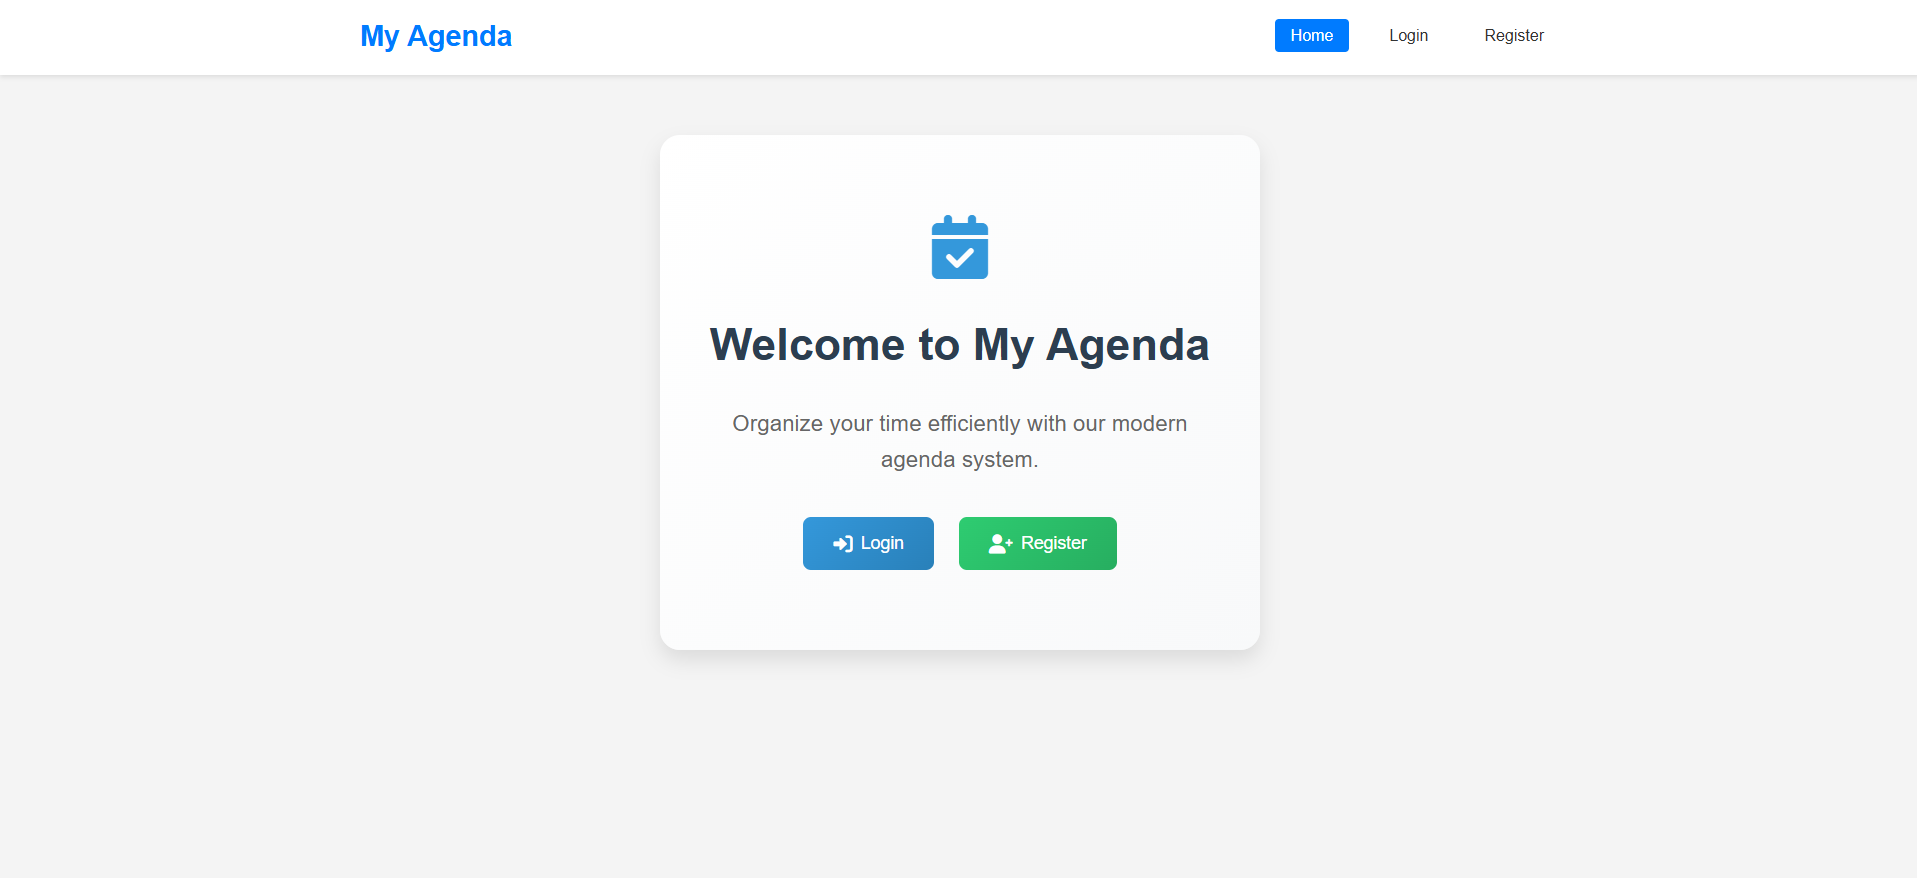 My Agenda
Home
Login
Register
Welcome to My Agenda
Organize your time efficiently with our modern
agenda system.
Login
Register